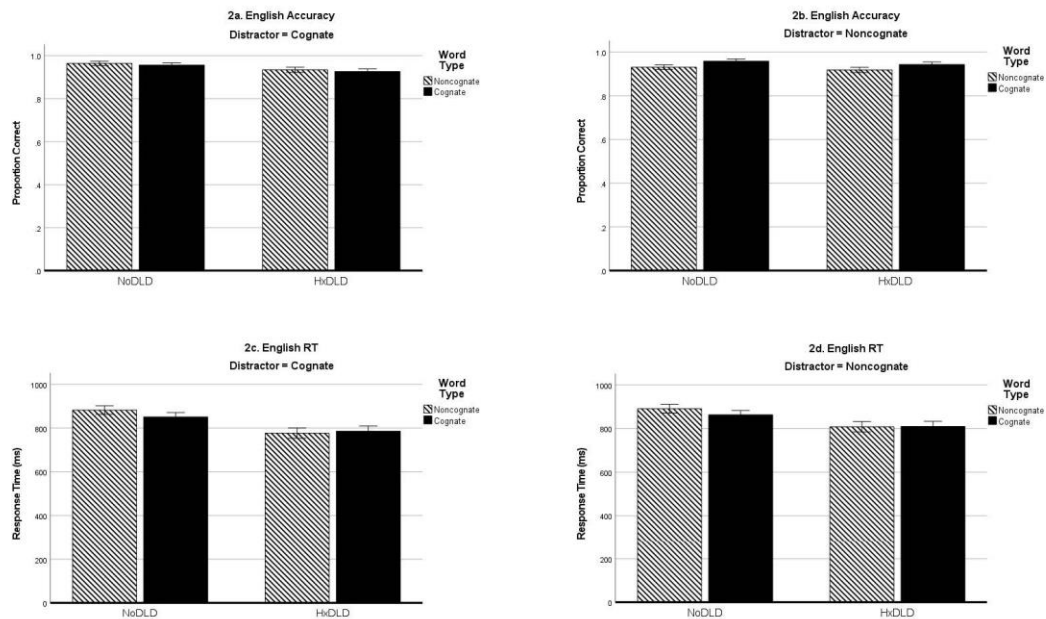 2a. English Accuracy
Distractor = Cognate
Word
Type
Noncognate
Cognate
Proportion Correct
1.0
.8
.6
.4
.2
.0
NoDLD
HxDLD
2b. English Accuracy
Distractor = Noncognate
Word
Type
Noncognate
Cognate
Proportion Correct
1.0
.8
.6
.4
.2
.0
NoDLD
HxDLD
2c. English RT
Distractor = Cognate
Word
Type
Noncognate
Cognate
Response Time (ms)
1000
800
600
400
200
0
NoDLD
HxDLD
2d. English RT
Distractor = Noncognate
Word
Type
Noncognate
Cognate
Response Time (ms)
1000
800
600
400
200
0
NoDLD
HxDLD